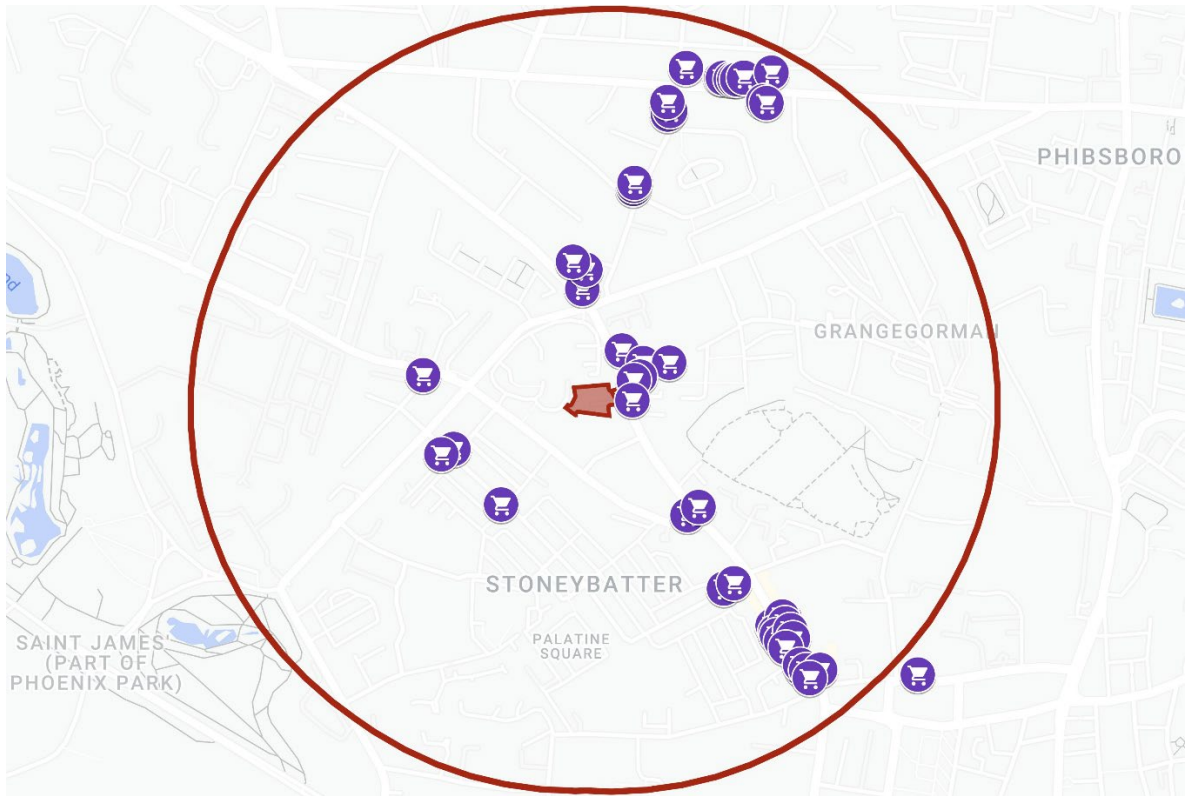 PHIBSBORO
GRANGEGORMAN
STONEYBATTER
PALATINE
SQUARE
SAINT JAMES'
(PART OF
PHOENIX PARK)